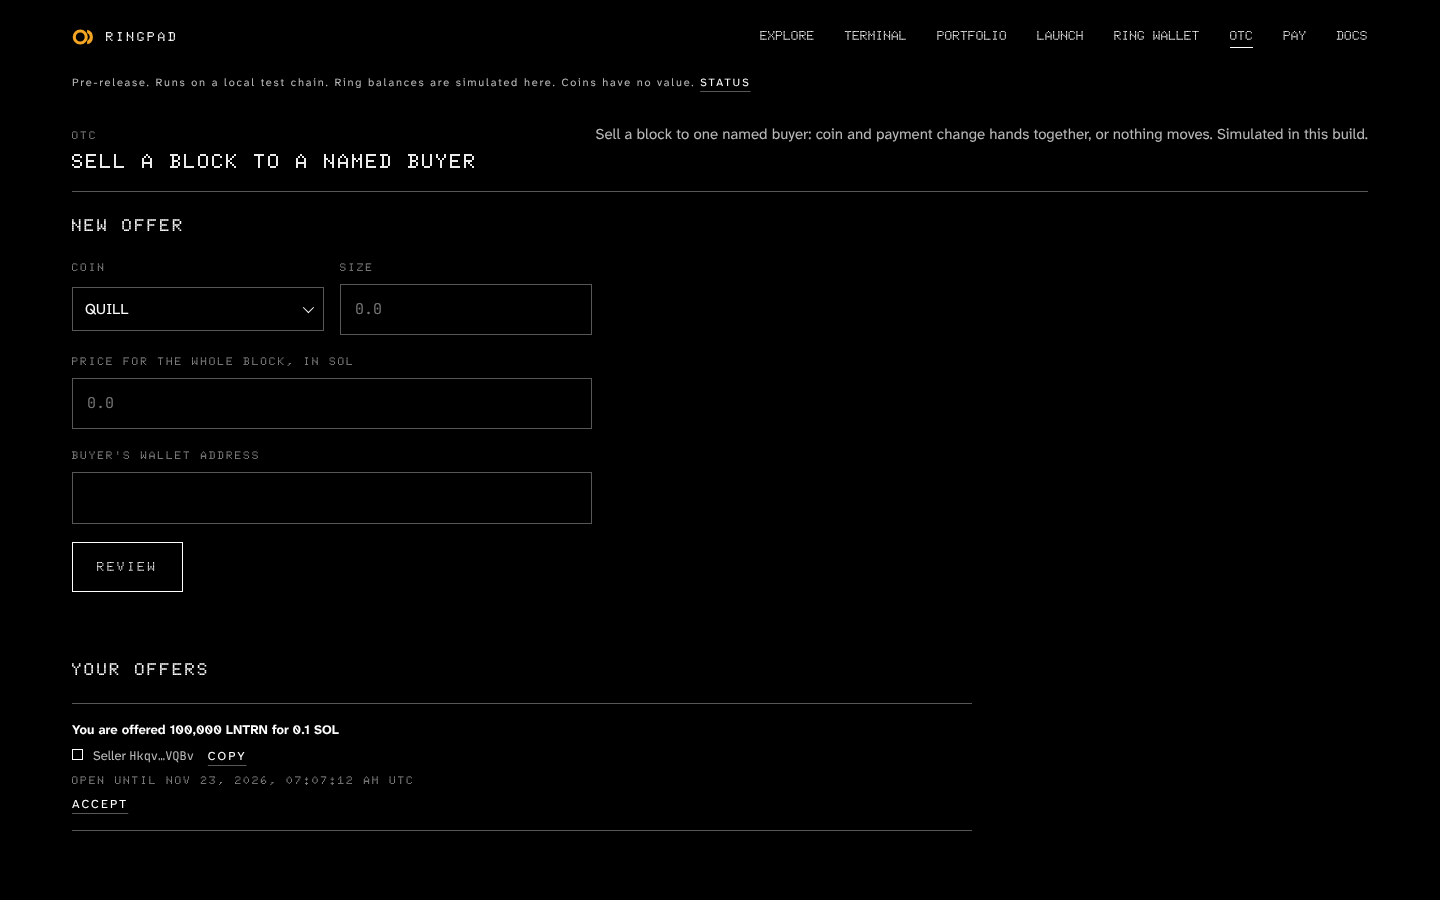 RINGPAD
EXPLORE TERMINAL PORTFOLIO LAUNCH RING WALLET OTC PAY DOCS
Pre-release. Runs on a local test chain. Ring balances are simulated here. Coins have no value. STATUS
OTC
Sell a block to one named buyer: coin and payment change hands together, or nothing moves. Simulated in this build.
SELL A BLOCK TO A NAMED BUYER
NEW OFFER
COIN SIZE
QUILL 0.0
PRICE FOR THE WHOLE BLOCK, IN SOL
0.0
BUYER'S WALLET ADDRESS
REVIEW
YOUR OFFERS
You are offered 100,000 LNTRN for 0.1 SOL
Seller Hkqv…VQBv COPY
OPEN UNTIL NOV 23, 2026, 07:07:12 AM UTC
ACCEPT